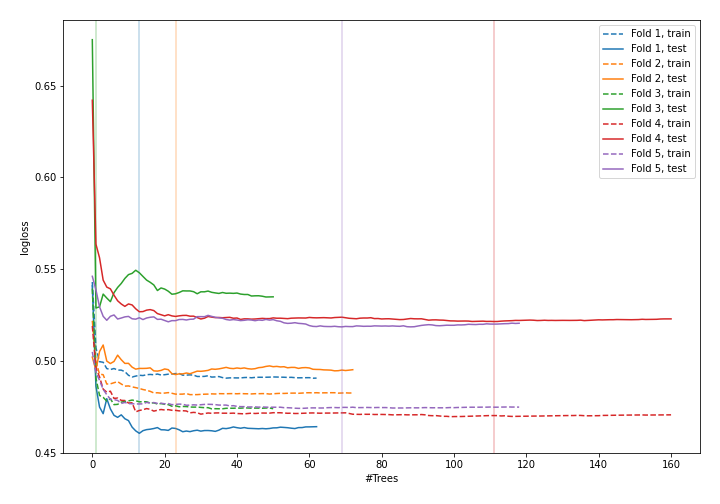 Fold 1, train
Fold 1, test
Fold 2, train
Fold 2, test
Fold 3, train
Fold 3, test
Fold 4, train
Fold 4, test
Fold 5, train
Fold 5, test
0.65
0.60
0.55
0.50
0.45
logloss
0 20 40 60 80 100 120 140 160
#Trees